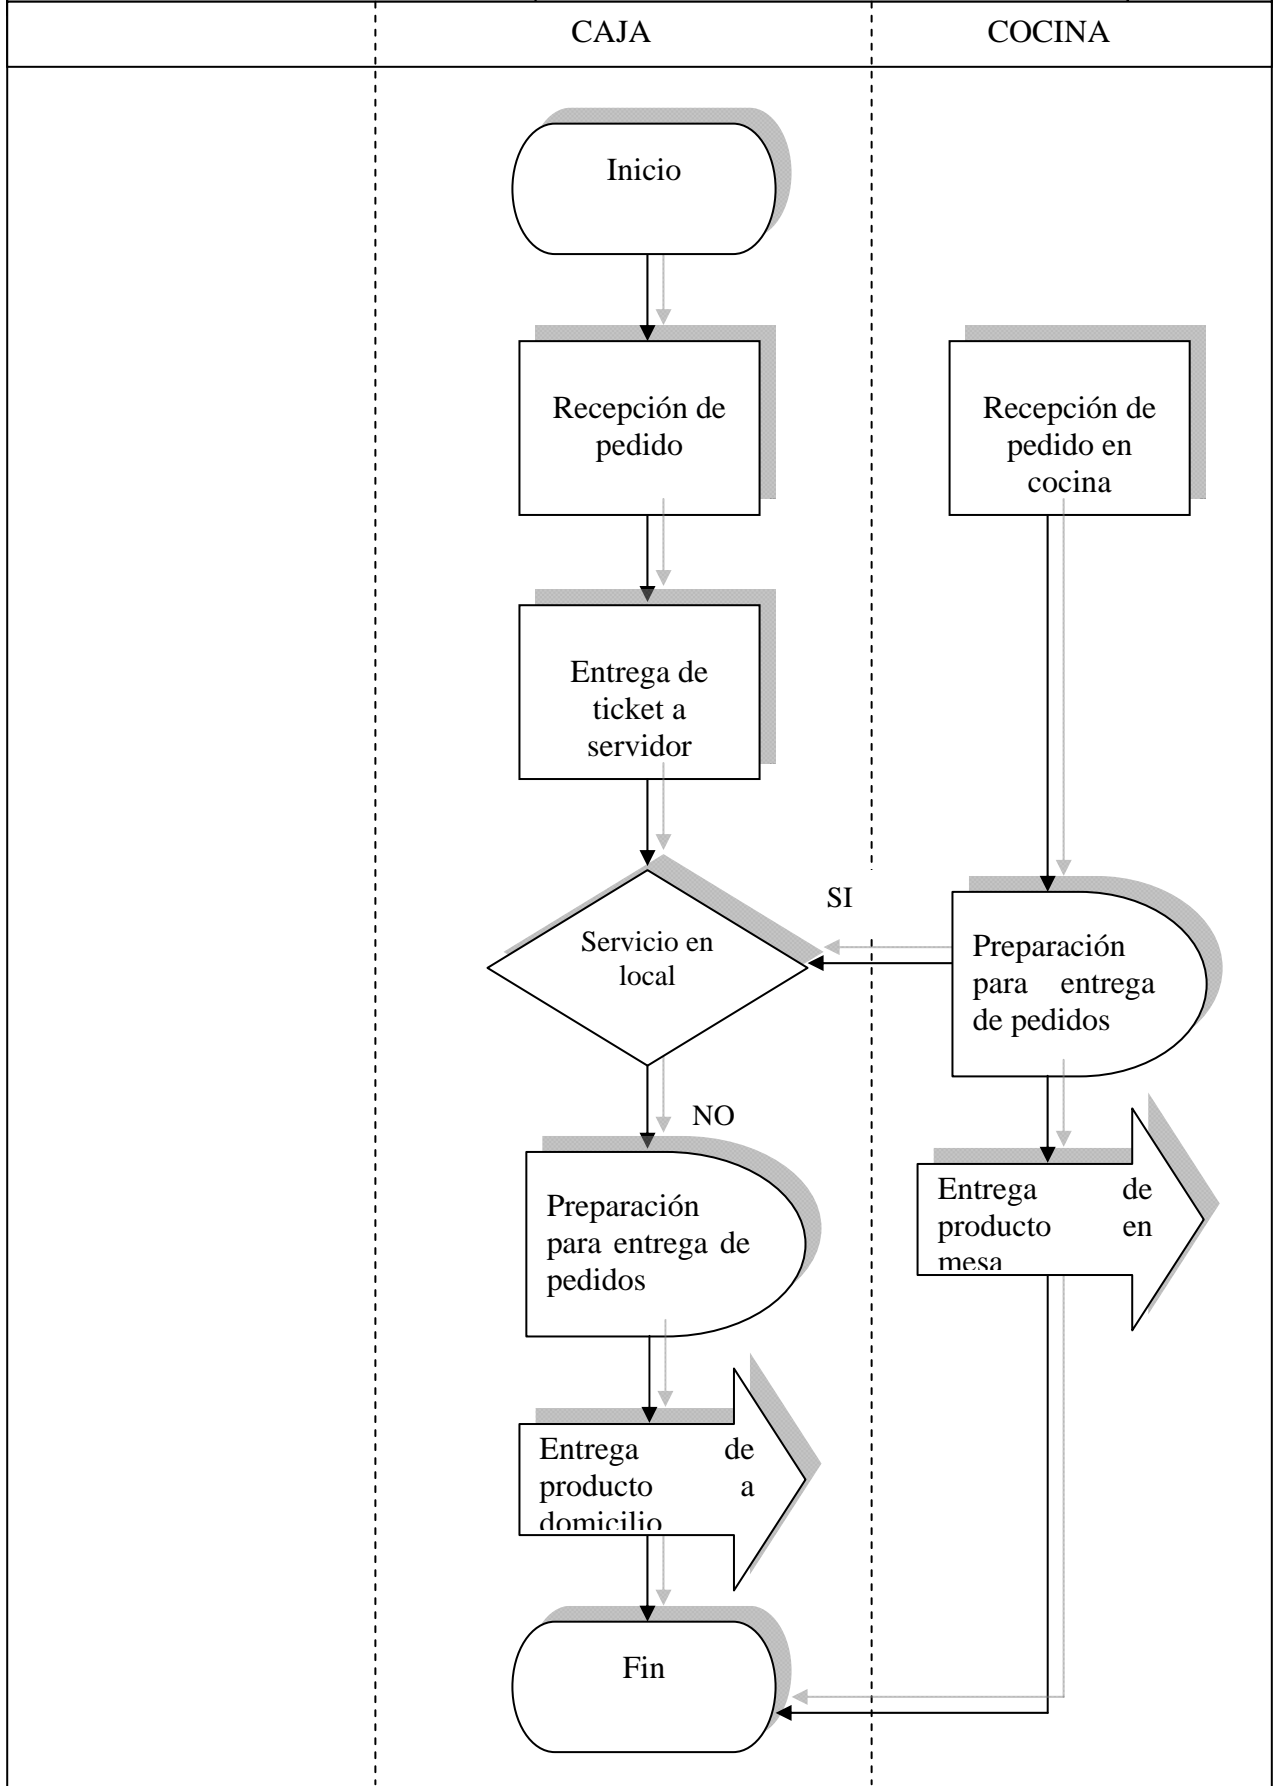 CAJA
COCINA
Inicio
Recepción de
pedido
Recepción de
pedido en
cocina
Entrega de
ticket a
servidor
Servicio en
local
SI
Preparación
para entrega
de pedidos
NO
Preparación
para entrega de
pedidos
Entrega de
producto en
mesa
Entrega de
producto a
domicilio
Fin